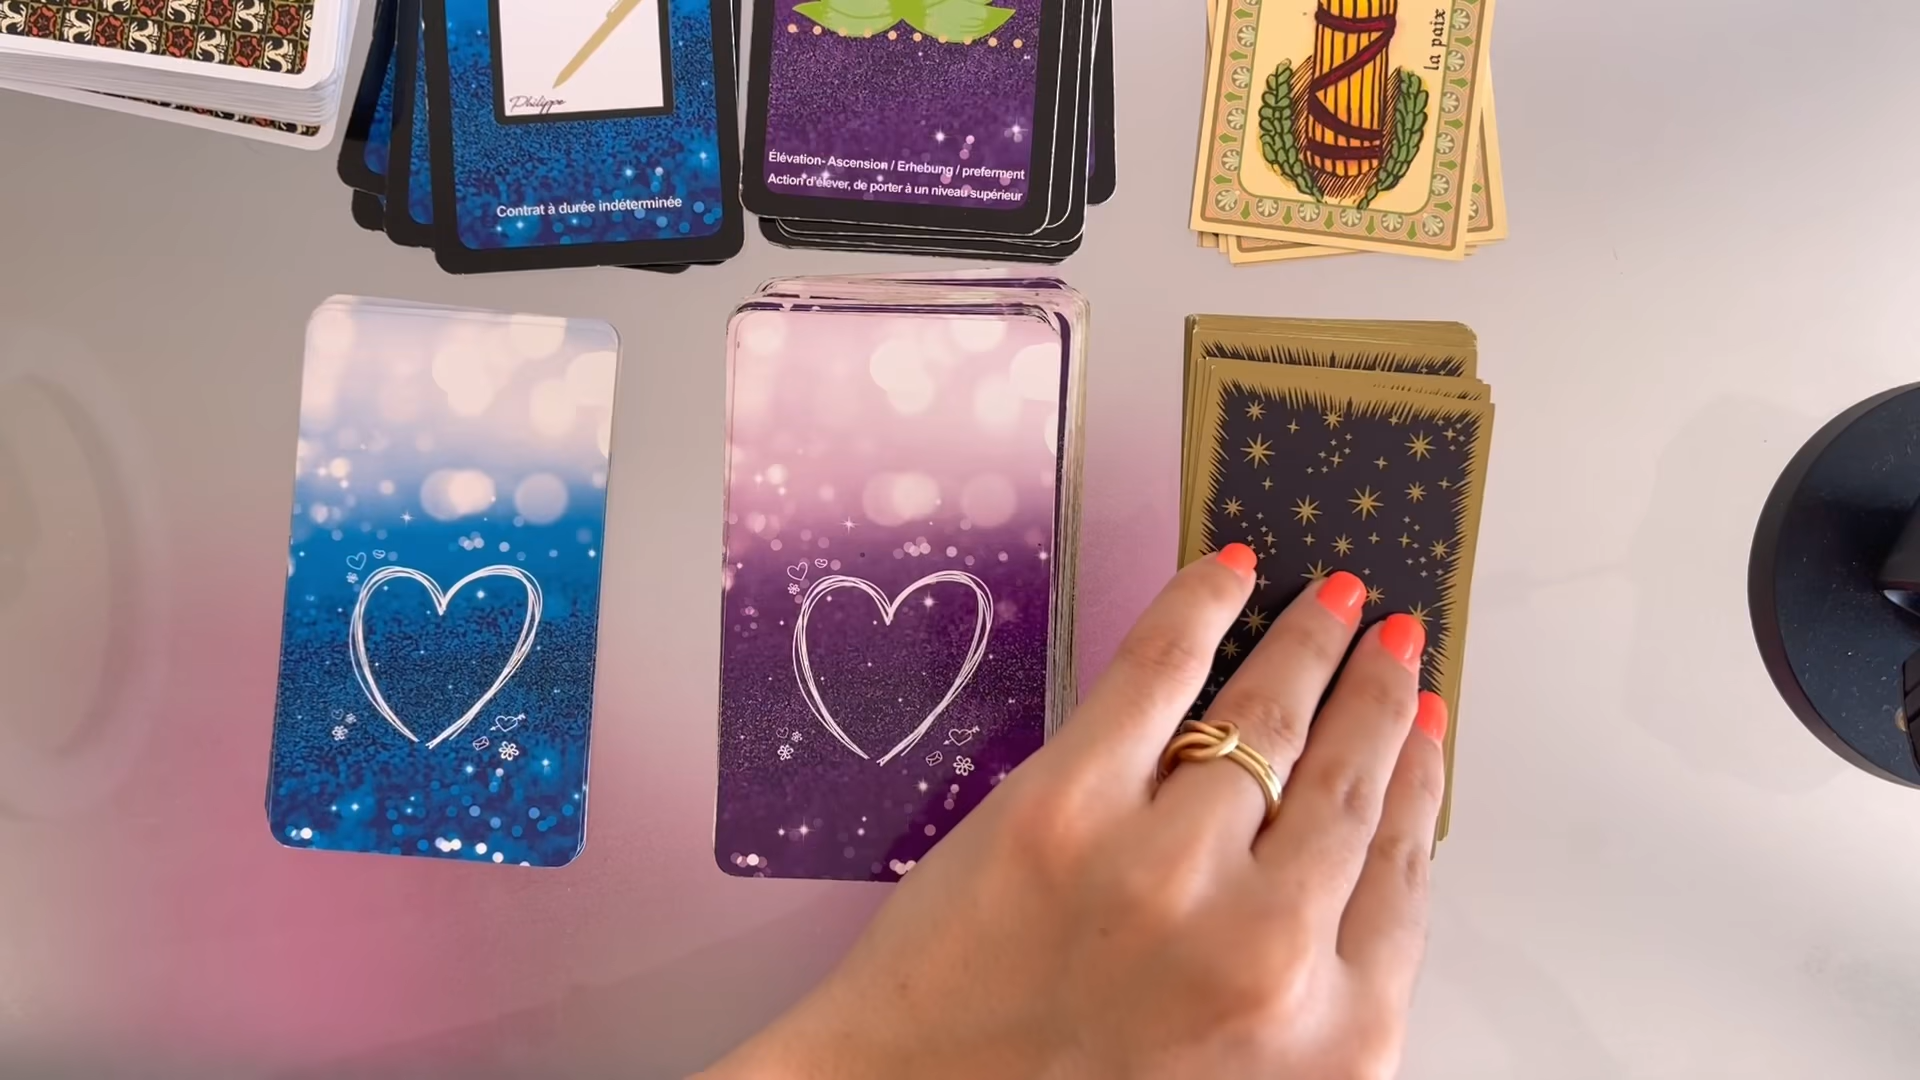 Philippe
Contrat à durée indéterminée
Élévation- Ascension / Erhebung / preferment
Action d'élever, de porter à un niveau supérieur
la paix